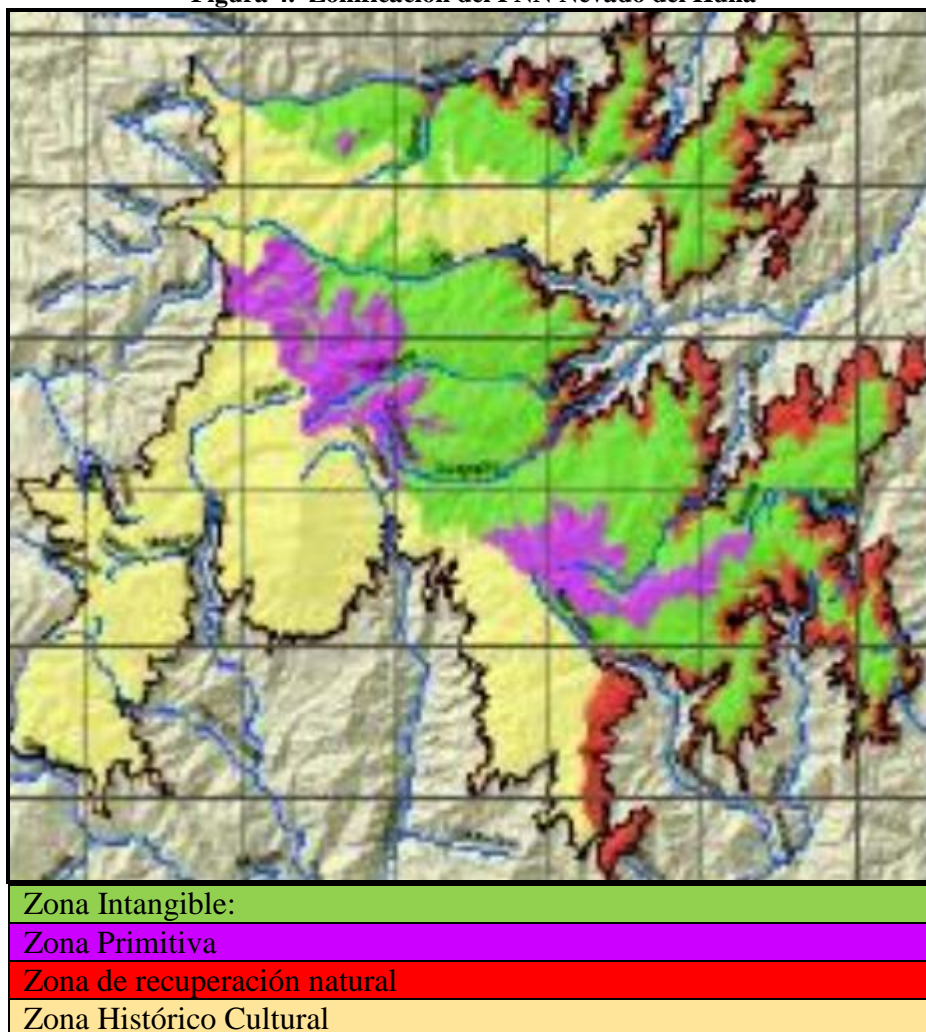 Figura 4. Zonificación del PNN Nevado del Huila
Zona Intangible:
Zona Primitiva
Zona de recuperación natural
Zona Histórico Cultural